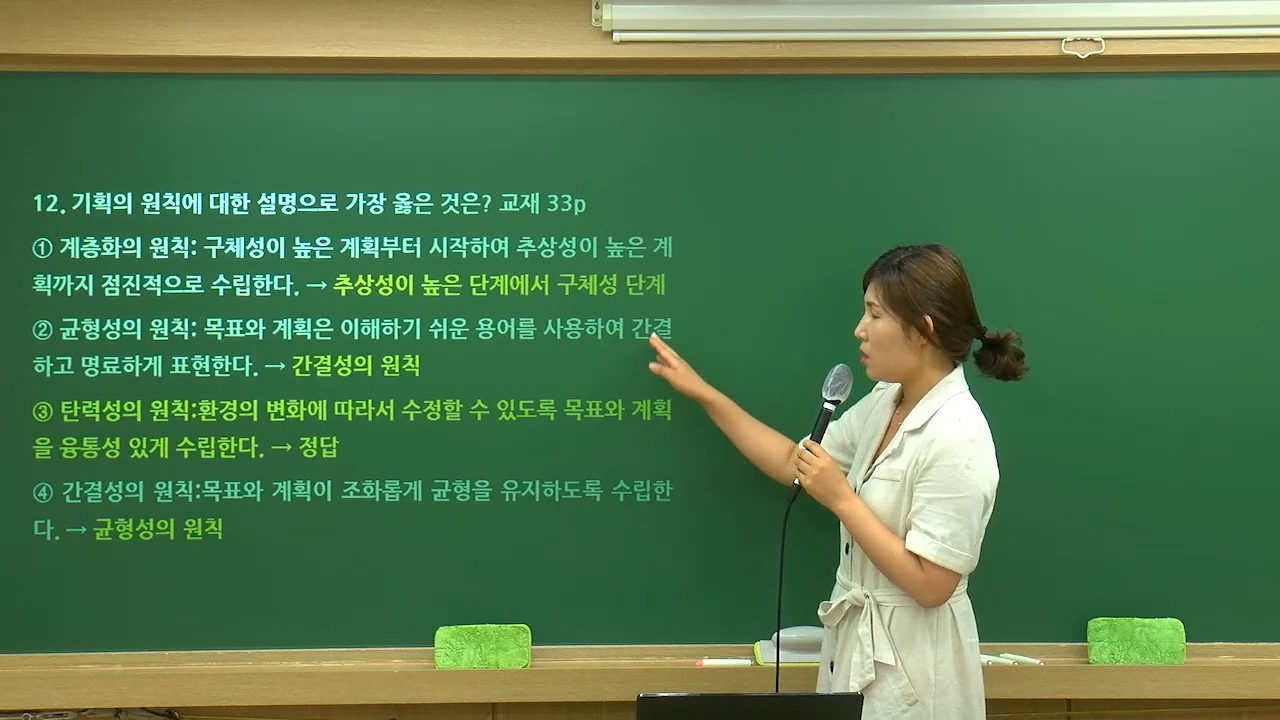 12. 기획의 원칙에 대한 설명으로 가장 옳은 것은? 교재 33p
① 계층화의 원칙: 구체성이 높은 계획부터 시작하여 추상성이 높은 계
획까지 점진적으로 수립한다. → 추상성이 높은 단계에서 구체성 단계
② 균형성의 원칙: 목표와 계획은 이해하기 쉬운 용어를 사용하여 간결
하고 명료하게 표현한다. → 간결성의 원칙
③ 탄력성의 원칙:환경의 변화에 따라서 수정할 수 있도록 목표와 계획
을 융통성 있게 수립한다. → 정답
④ 간결성의 원칙:목표와 계획이 조화롭게 균형을 유지하도록 수립한
다. → 균형성의 원칙